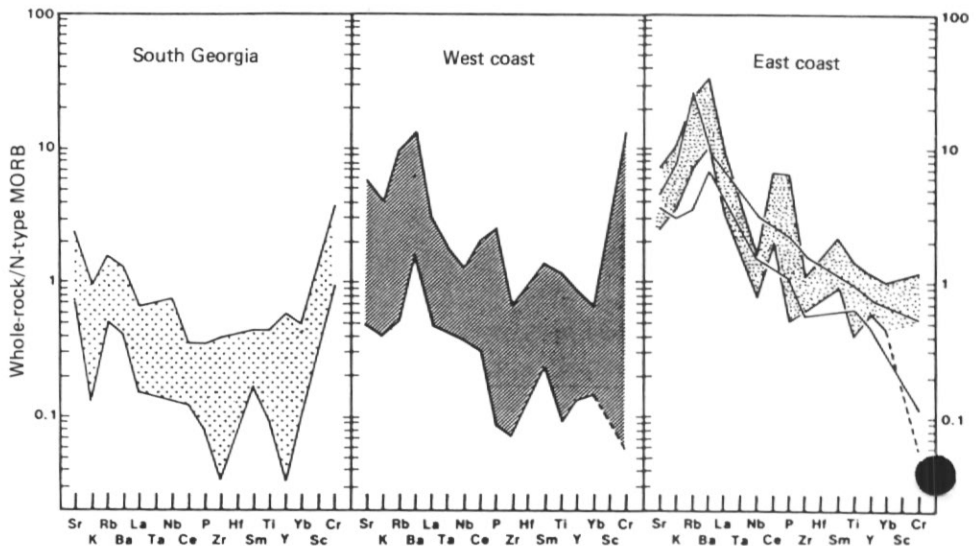 100
10
1
0.1
Whole-rock/N-type MORB
South Georgia
West coast
East coast
100
10
1
0.1
Sr Rb La Nb P Hf Ti Yb Cr
K Ba Ta Ce Zr Sm Y Sc
Sr Rb La Nb P Hf Ti Yb Cr
K Ba Ta Ce Zr Sm Y Sc
Sr Rb La Nb P Hf Ti Yb Cr
K Ba Ta Ce Zr Sm Y Sc